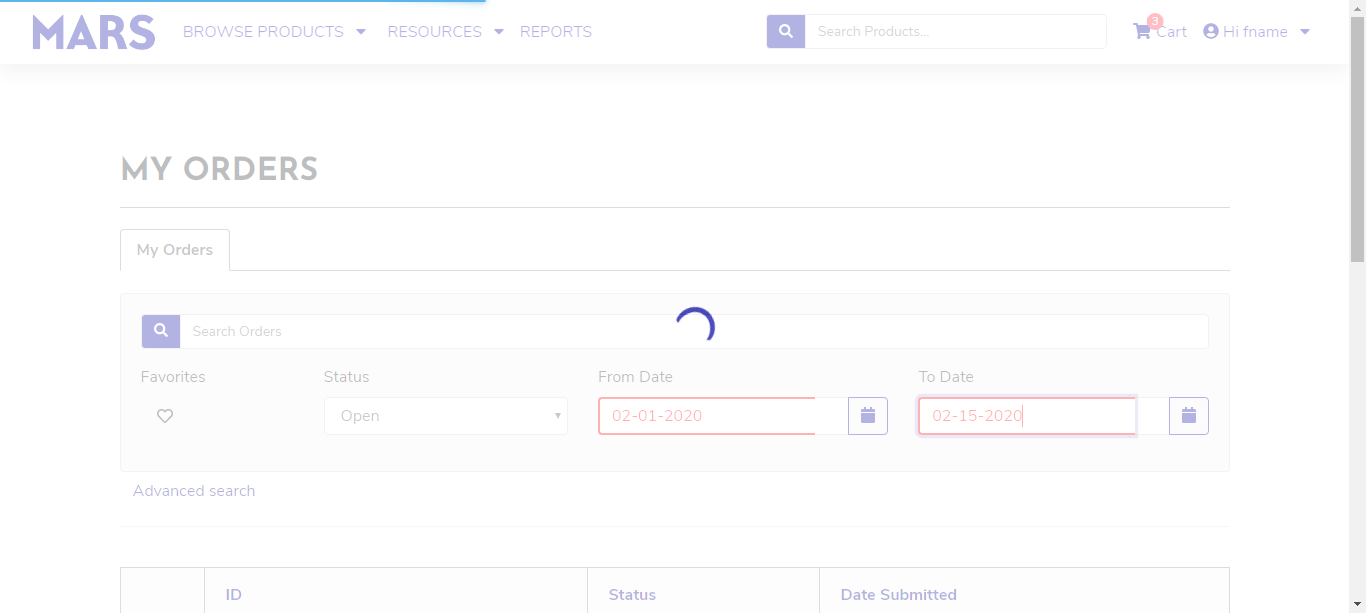 MARS BROWSE PRODUCTS RESOURCES REPORTS Search Products... 3 Cart Hi fname
MY ORDERS
My Orders
Search Orders
Favorites Status From Date To Date
Open 02-01-2020 02-15-2020
Advanced search
ID Status Date Submitted